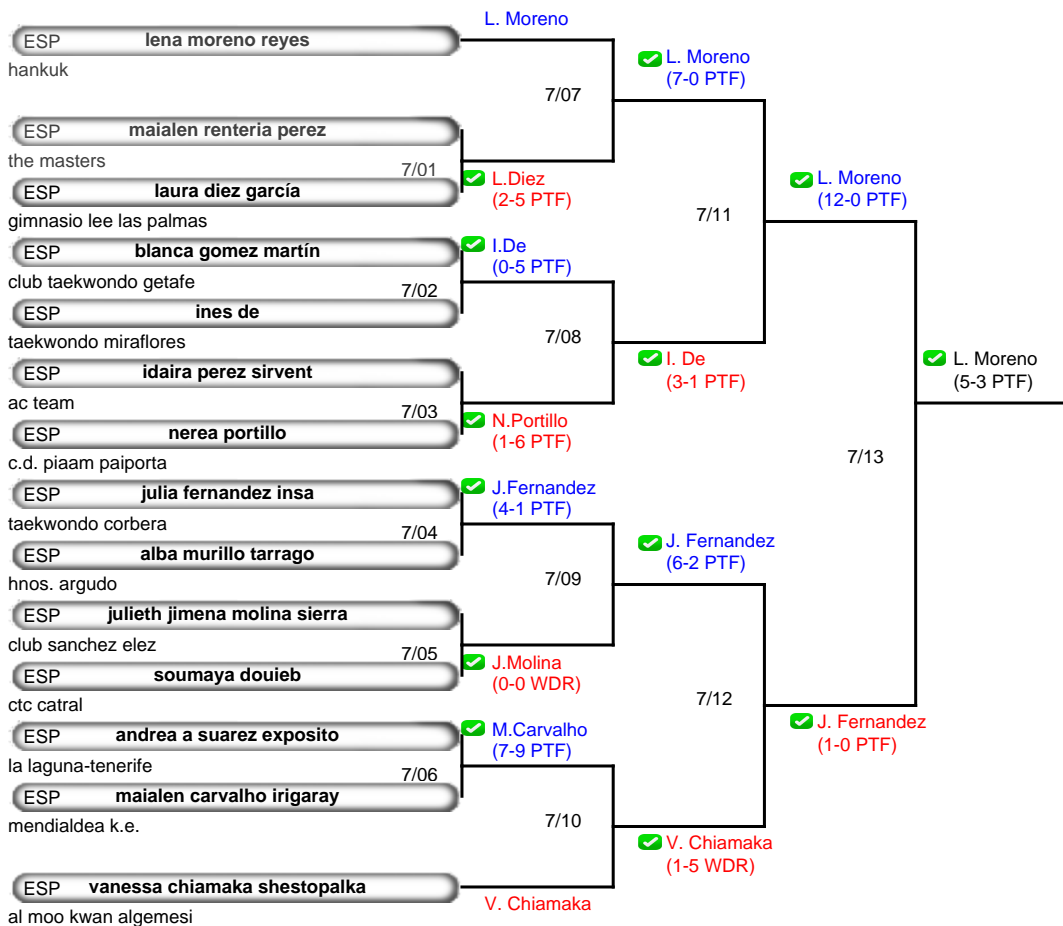 L. Moreno
ESP lena moreno reyes
hankuk
L. Moreno
(7-0 PTF)
7/07
ESP maialen renteria perez
the masters
7/01
L.Diez
(2-5 PTF)
ESP laura diez garcía
gimnasio lee las palmas
L. Moreno
(12-0 PTF)
7/11
ESP blanca gomez martín
club taekwondo getafe
I.De
(0-5 PTF)
7/02
ESP ines de
taekwondo miraflores
7/08
I. De
(3-1 PTF)
ESP idaira perez sirvent
ac team
7/03
N.Portillo
(1-6 PTF)
ESP nerea portillo
c.d. piaam paiporta
L. Moreno
(5-3 PTF)
7/13
ESP julia fernandez insa
taekwondo corbera
J.Fernandez
(4-1 PTF)
7/04
ESP alba murillo tarrago
hnos. argudo
J. Fernandez
(6-2 PTF)
7/09
ESP julieth jimena molina sierra
club sanchez elez
7/05
J.Molina
(0-0 WDR)
ESP soumaya douieb
ctc catral
7/12
J. Fernandez
(1-0 PTF)
ESP andrea a suarez exposito
la laguna-tenerife
M.Carvalho
(7-9 PTF)
7/06
ESP maialen carvalho irigaray
mendialdea k.e.
7/10
V. Chiamaka
(1-5 WDR)
ESP vanessa chiamaka shestopalka
al moo kwan algemesi
V. Chiamaka